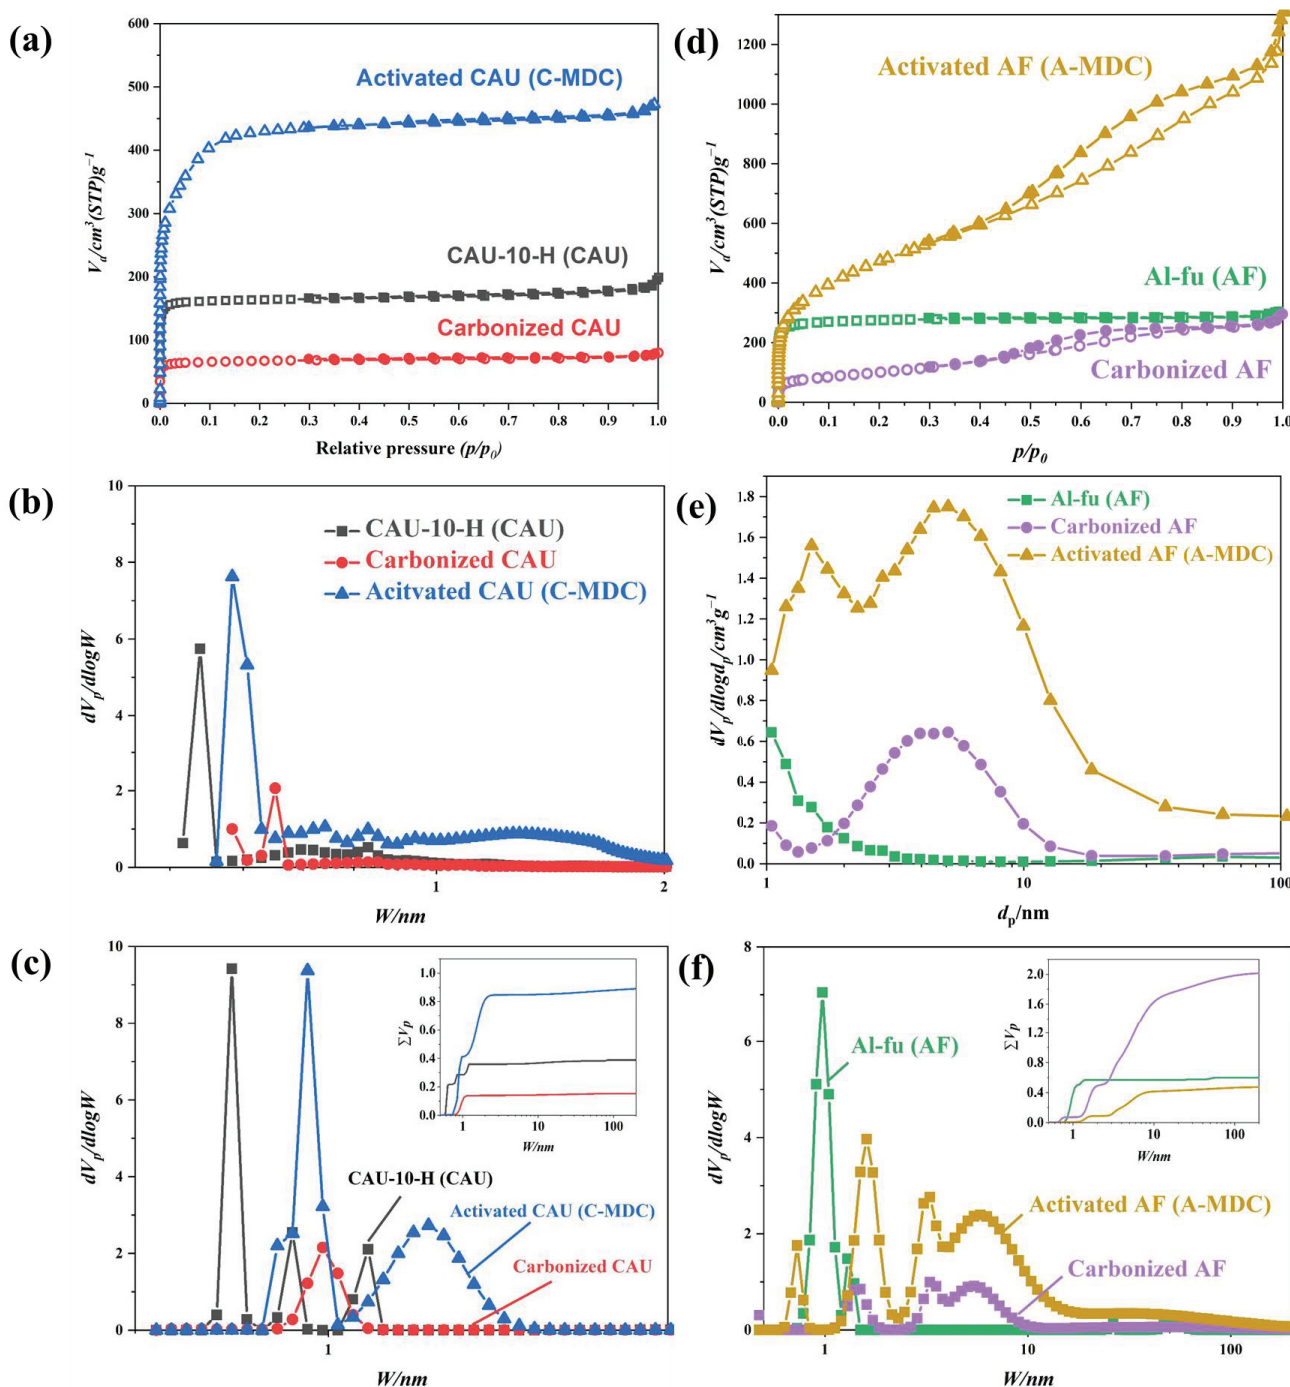 (a)
600
500
400
300
200
100
0
V_a/cm³(STP)g⁻¹
Activated CAU (C-MDC)
CAU-10-H (CAU)
Carbonized CAU
0.0 0.1 0.2 0.3 0.4 0.5 0.6 0.7 0.8 0.9 1.0
Relative pressure (p/p₀)
(d)
1200
1000
800
600
400
200
0
V_a/cm³(STP)g⁻¹
Activated AF (A-MDC)
Al-fu (AF)
Carbonized AF
0.0 0.1 0.2 0.3 0.4 0.5 0.6 0.7 0.8 0.9 1.0
p/p₀
(b)
10
8
6
4
2
0
dV_p/dlogW
CAU-10-H (CAU)
Carbonized CAU
Acitvated CAU (C-MDC)
1 2
W/nm
(e)
1.8
1.6
1.4
1.2
1.0
0.8
0.6
0.4
0.2
0.0
dV_p/dlogd_p/cm³g⁻¹
Al-fu (AF)
Carbonized AF
Activated AF (A-MDC)
1 10 100
d_p/nm
(c)
10
8
6
4
2
0
dV_p/dlogW
1.0
0.8
0.6
0.4
0.2
0.0
∑V_p
1 10 100
W/nm
CAU-10-H (CAU)
Activated CAU (C-MDC)
Carbonized CAU
1
W/nm
(f)
8
6
4
2
0
dV_p/dlogW
2.0
1.6
1.2
0.8
0.4
0.0
∑V_p
1 10 100
W/nm
Al-fu (AF)
Activated AF (A-MDC)
Carbonized AF
1 10 100
W/nm